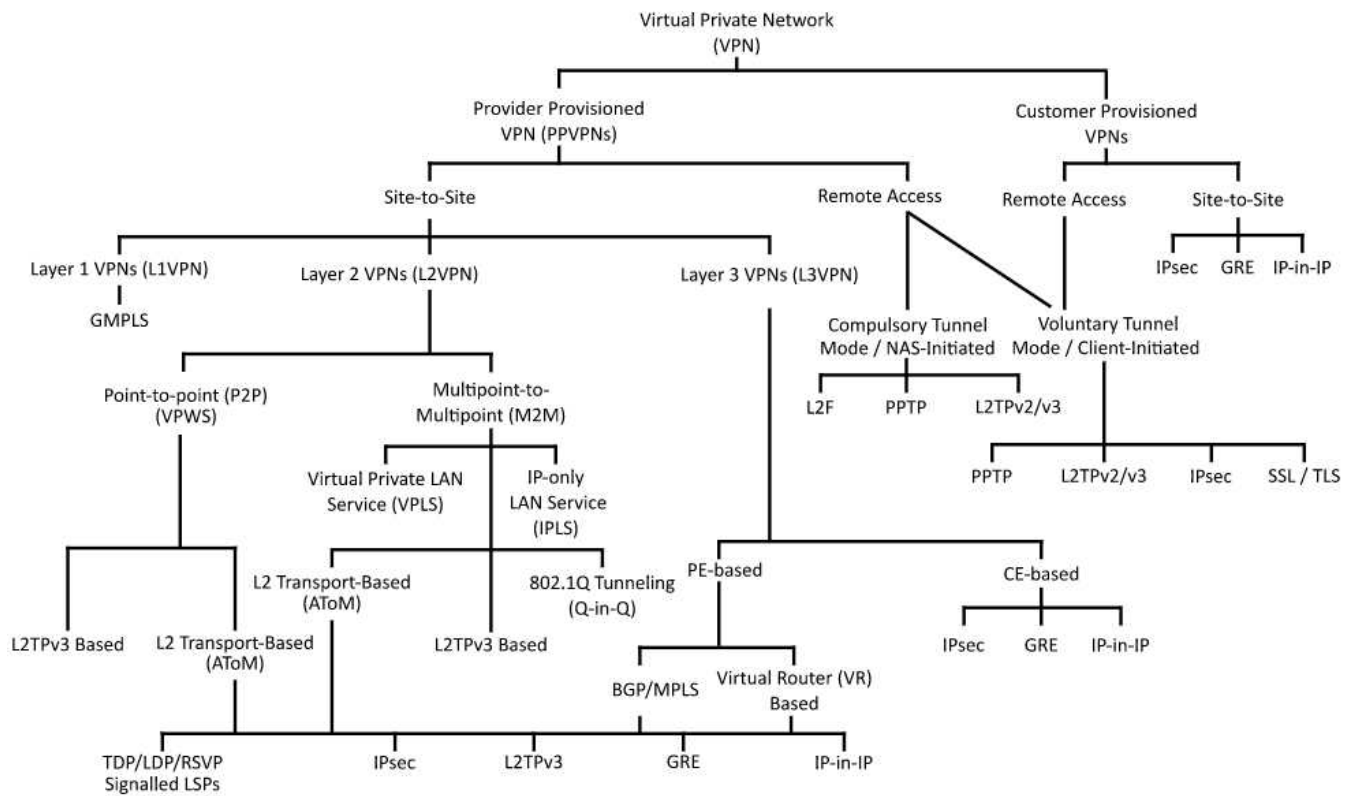 Virtual Private Network
(VPN)
Provider Provisioned
VPN (PPVPNs)
Customer Provisioned
VPNs
Site-to-Site
Remote Access
Remote Access
Site-to-Site
Layer 1 VPNs (L1VPN)
Layer 2 VPNs (L2VPN)
Layer 3 VPNs (L3VPN)
IPsec
GRE
IP-in-IP
GMPLS
Compulsory Tunnel
Mode / NAS-Initiated
Voluntary Tunnel
Mode / Client-Initiated
Point-to-point (P2P)
(VPWS)
Multipoint-to-
Multipoint (M2M)
L2F
PPTP
L2TPv2/v3
Virtual Private LAN
Service (VPLS)
IP-only
LAN Service
(IPLS)
PPTP
L2TPv2/v3
IPsec
SSL / TLS
L2 Transport-Based
(AToM)
802.1Q Tunneling
(Q-in-Q)
PE-based
CE-based
L2TPv3 Based
L2 Transport-Based
(AToM)
L2TPv3 Based
IPsec
GRE
IP-in-IP
BGP/MPLS
Virtual Router (VR)
Based
TDP/LDP/RSVP
Signalled LSPs
IPsec
L2TPv3
GRE
IP-in-IP